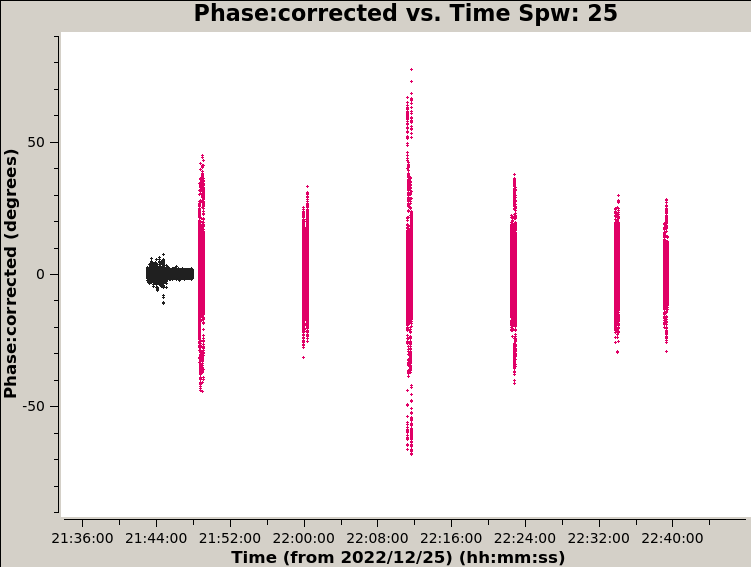 Phase:corrected vs. Time Spw: 25
Phase:corrected (degrees)
50
0
-50
21:36:00 21:44:00 21:52:00 22:00:00 22:08:00 22:16:00 22:24:00 22:32:00 22:40:00
Time (from 2022/12/25) (hh:mm:ss)